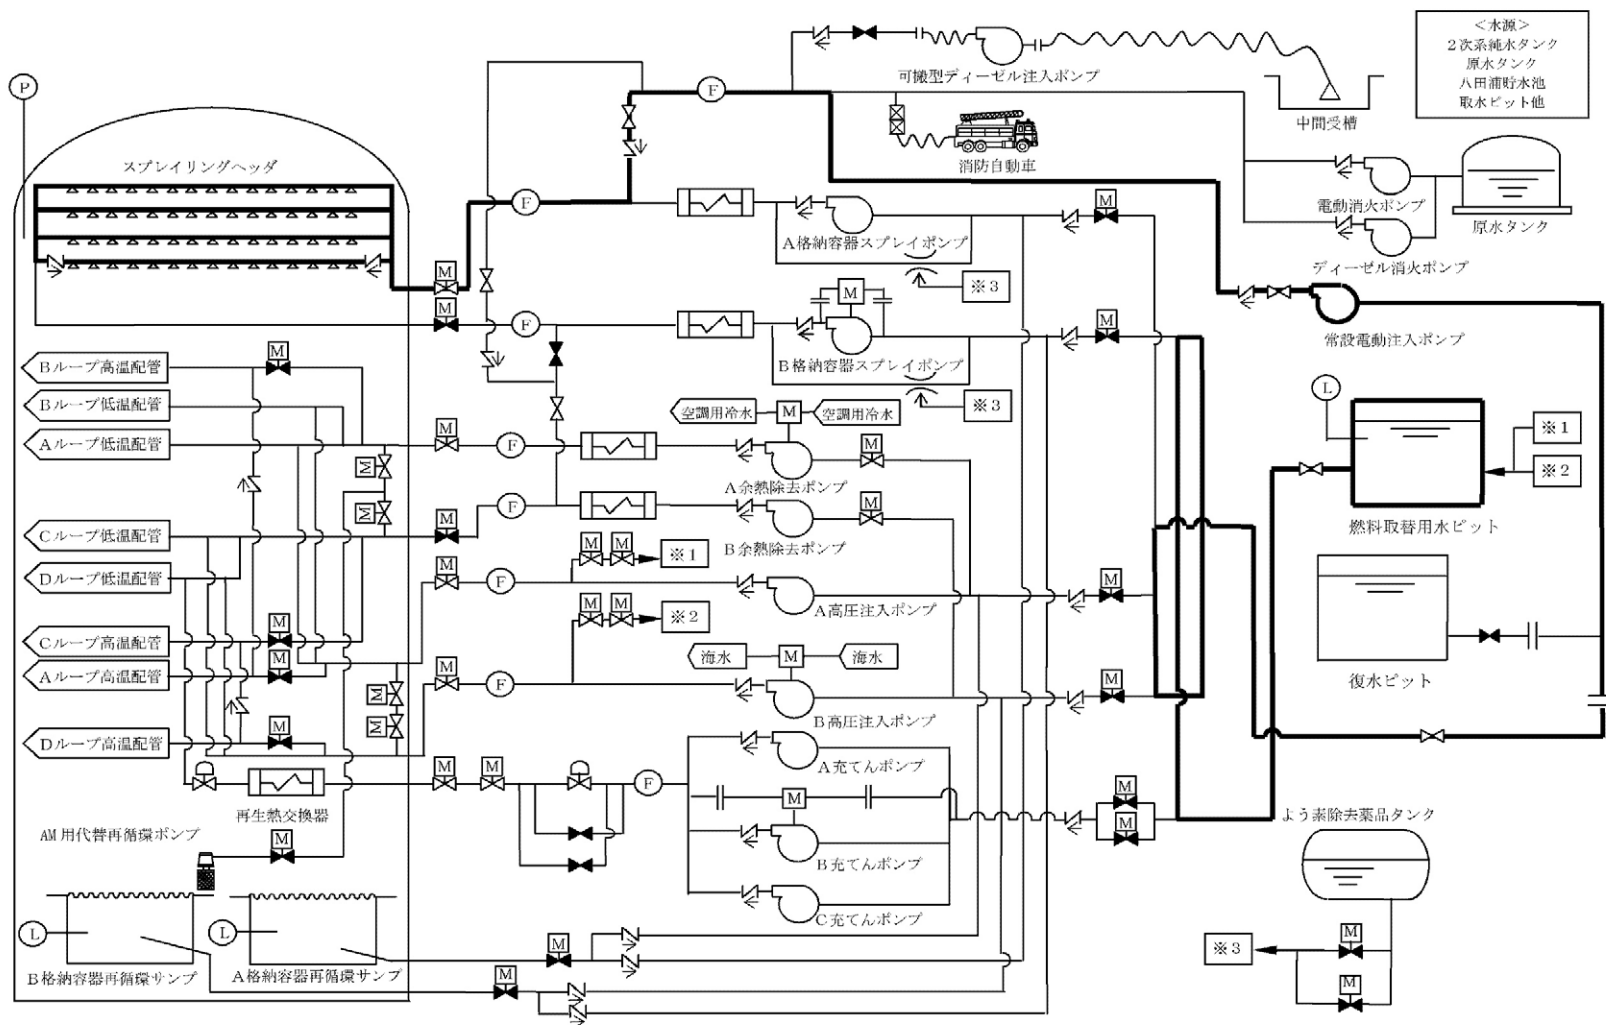 <水源>
2次系純水タンク
原水タンク
八田浦貯水池
取水ピット他
可搬型ディーゼル注入ポンプ
中間受槽
消防自動車
P
スプレイリングヘッダ
F
F
M
電動消火ポンプ
原水タンク
A格納容器スプレイポンプ
ディーゼル消火ポンプ
※3
M
M
F
M
M
常設電動注入ポンプ
B格納容器スプレイポンプ
※3
Bループ高温配管
M
Bループ低温配管
空調用冷水
M
空調用冷水
L
※1
※2
Aループ低温配管
M
F
M
M
A余熱除去ポンプ
M
M
Cループ低温配管
M
F
B余熱除去ポンプ
燃料取替用水ピット
M
M
※1
Dループ低温配管
M
F
M
A高圧注入ポンプ
M
M
※2
Cループ高温配管
M
海水
M
海水
Aループ高温配管
M
M
F
M
復水ピット
M
M
B高圧注入ポンプ
Dループ高温配管
M
A充てんポンプ
M
M
F
M
M
再生熱交換器
よう素除去薬品タンク
AM用代替再循環ポンプ
M
M
B充てんポンプ
C充てんポンプ
L
L
M
※3
M
B格納容器再循環サンプ
A格納容器再循環サンプ
M
M